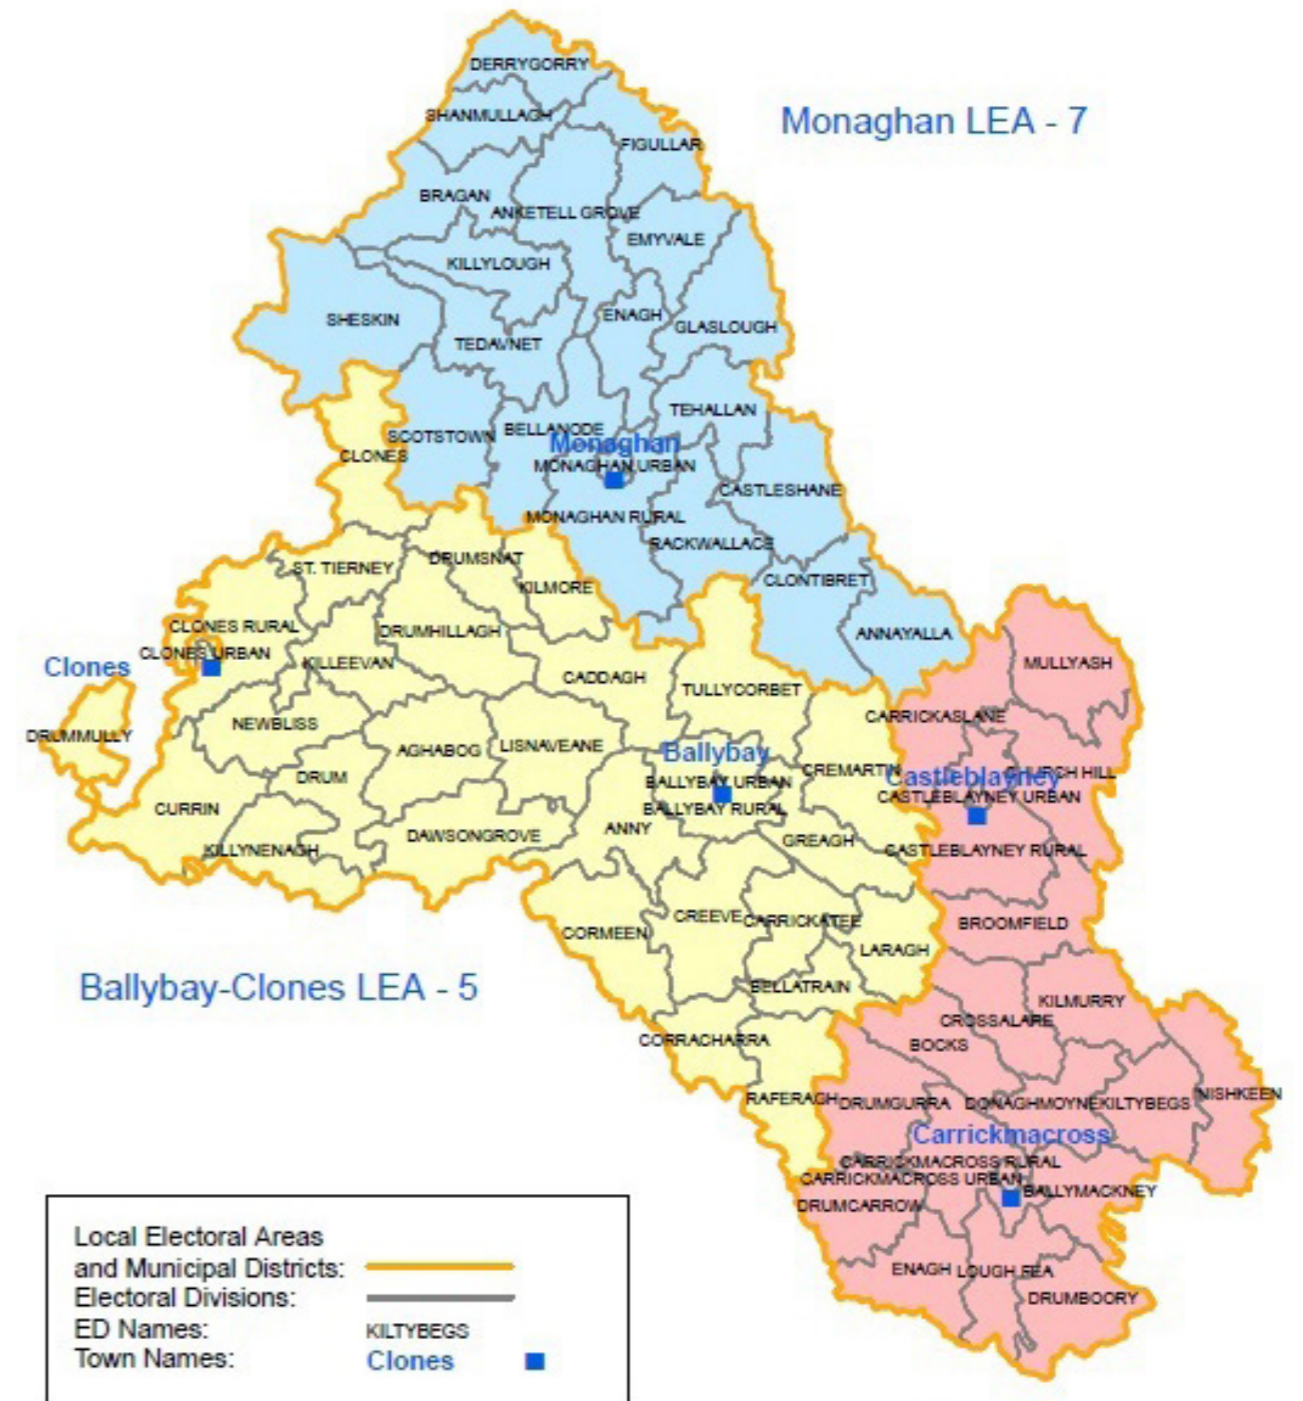 DERRYGORRY
SHANMULLAGH
Monaghan LEA - 7
FIGULLAR
BRAGAN
ANKETELL GROVE
EMYVALE
KILLYLOUGH
SHESKIN
ENAGH
GLASLOUGH
TEDAVNET
TEHALLAN
SCOTSTOWN
BELLANODE
Monaghan
CLONES
MONAGHAN URBAN
CASTLESHANE
MONAGHAN RURAL
RACKWALLACE
DRUMSNAT
ST. TIERNEY
CLONTIBRET
KILMORE
CLONES RURAL
DRUMHILLAGH
ANNAYALLA
CLONES URBAN
KILLEEVAN
MULLYASH
Clones
CADDAGH
TULLYCORBET
CARRICKASLANE
NEWBLISS
DRUMMULLY
AGHABOG
LISNAVEANE
Ballybay
DRUM
CREMARTIN
CHURCH HILL
Castleblayney
BALLYBAY URBAN
CASTLEBLAYNEY URBAN
CURRIN
BALLYBAY RURAL
ANNY
DAWSONGROVE
GREAGH
KILLYNENAGH
CASTLEBLAYNEY RURAL
CREEVE
CARRICKATEE
BROOMFIELD
CORMEEN
LARAGH
Ballybay-Clones LEA - 5
BELLATRAIN
KILMURRY
CROSSALARE
CORRACHARRA
BOCKS
RAFERAGH
DRUMGURRA
DONAGHMOYNE
KILTYBEGS
INISHKEEN
Carrickmacross
CARRICKMACROSS RURAL
CARRICKMACROSS URBAN
BALLYMACKNEY
DRUMCARROW
ENAGH
LOUGH FEA
DRUMBOORY
Local Electoral Areas
and Municipal Districts:
Electoral Divisions:
ED Names: KILTYBEGS
Town Names: Clones